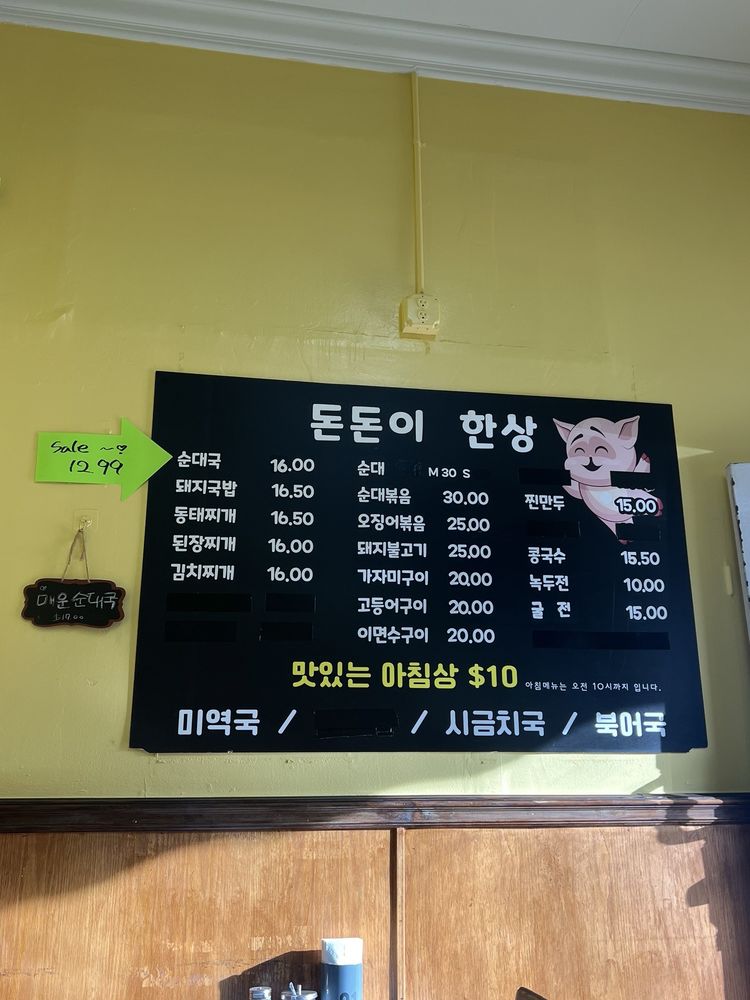 돈돈이 한상
Sale ~
12.99
매운순대국
$17.00
순대국 16.00
돼지국밥 16.50
동태찌개 16.50
된장찌개 16.00
김치찌개 16.00
순대 M 30 S
순대볶음 30.00
오징어볶음 25.00
돼지불고기 25.00
가자미구이 20.00
고등어구이 20.00
이면수구이 20.00
찐만두 15.00
콩국수 15.50
녹두전 10.00
굴 전 15.00
맛있는 아침상 $10
아침메뉴는 오전 10시까지 입니다.
미역국 / / 시금치국 / 북어국